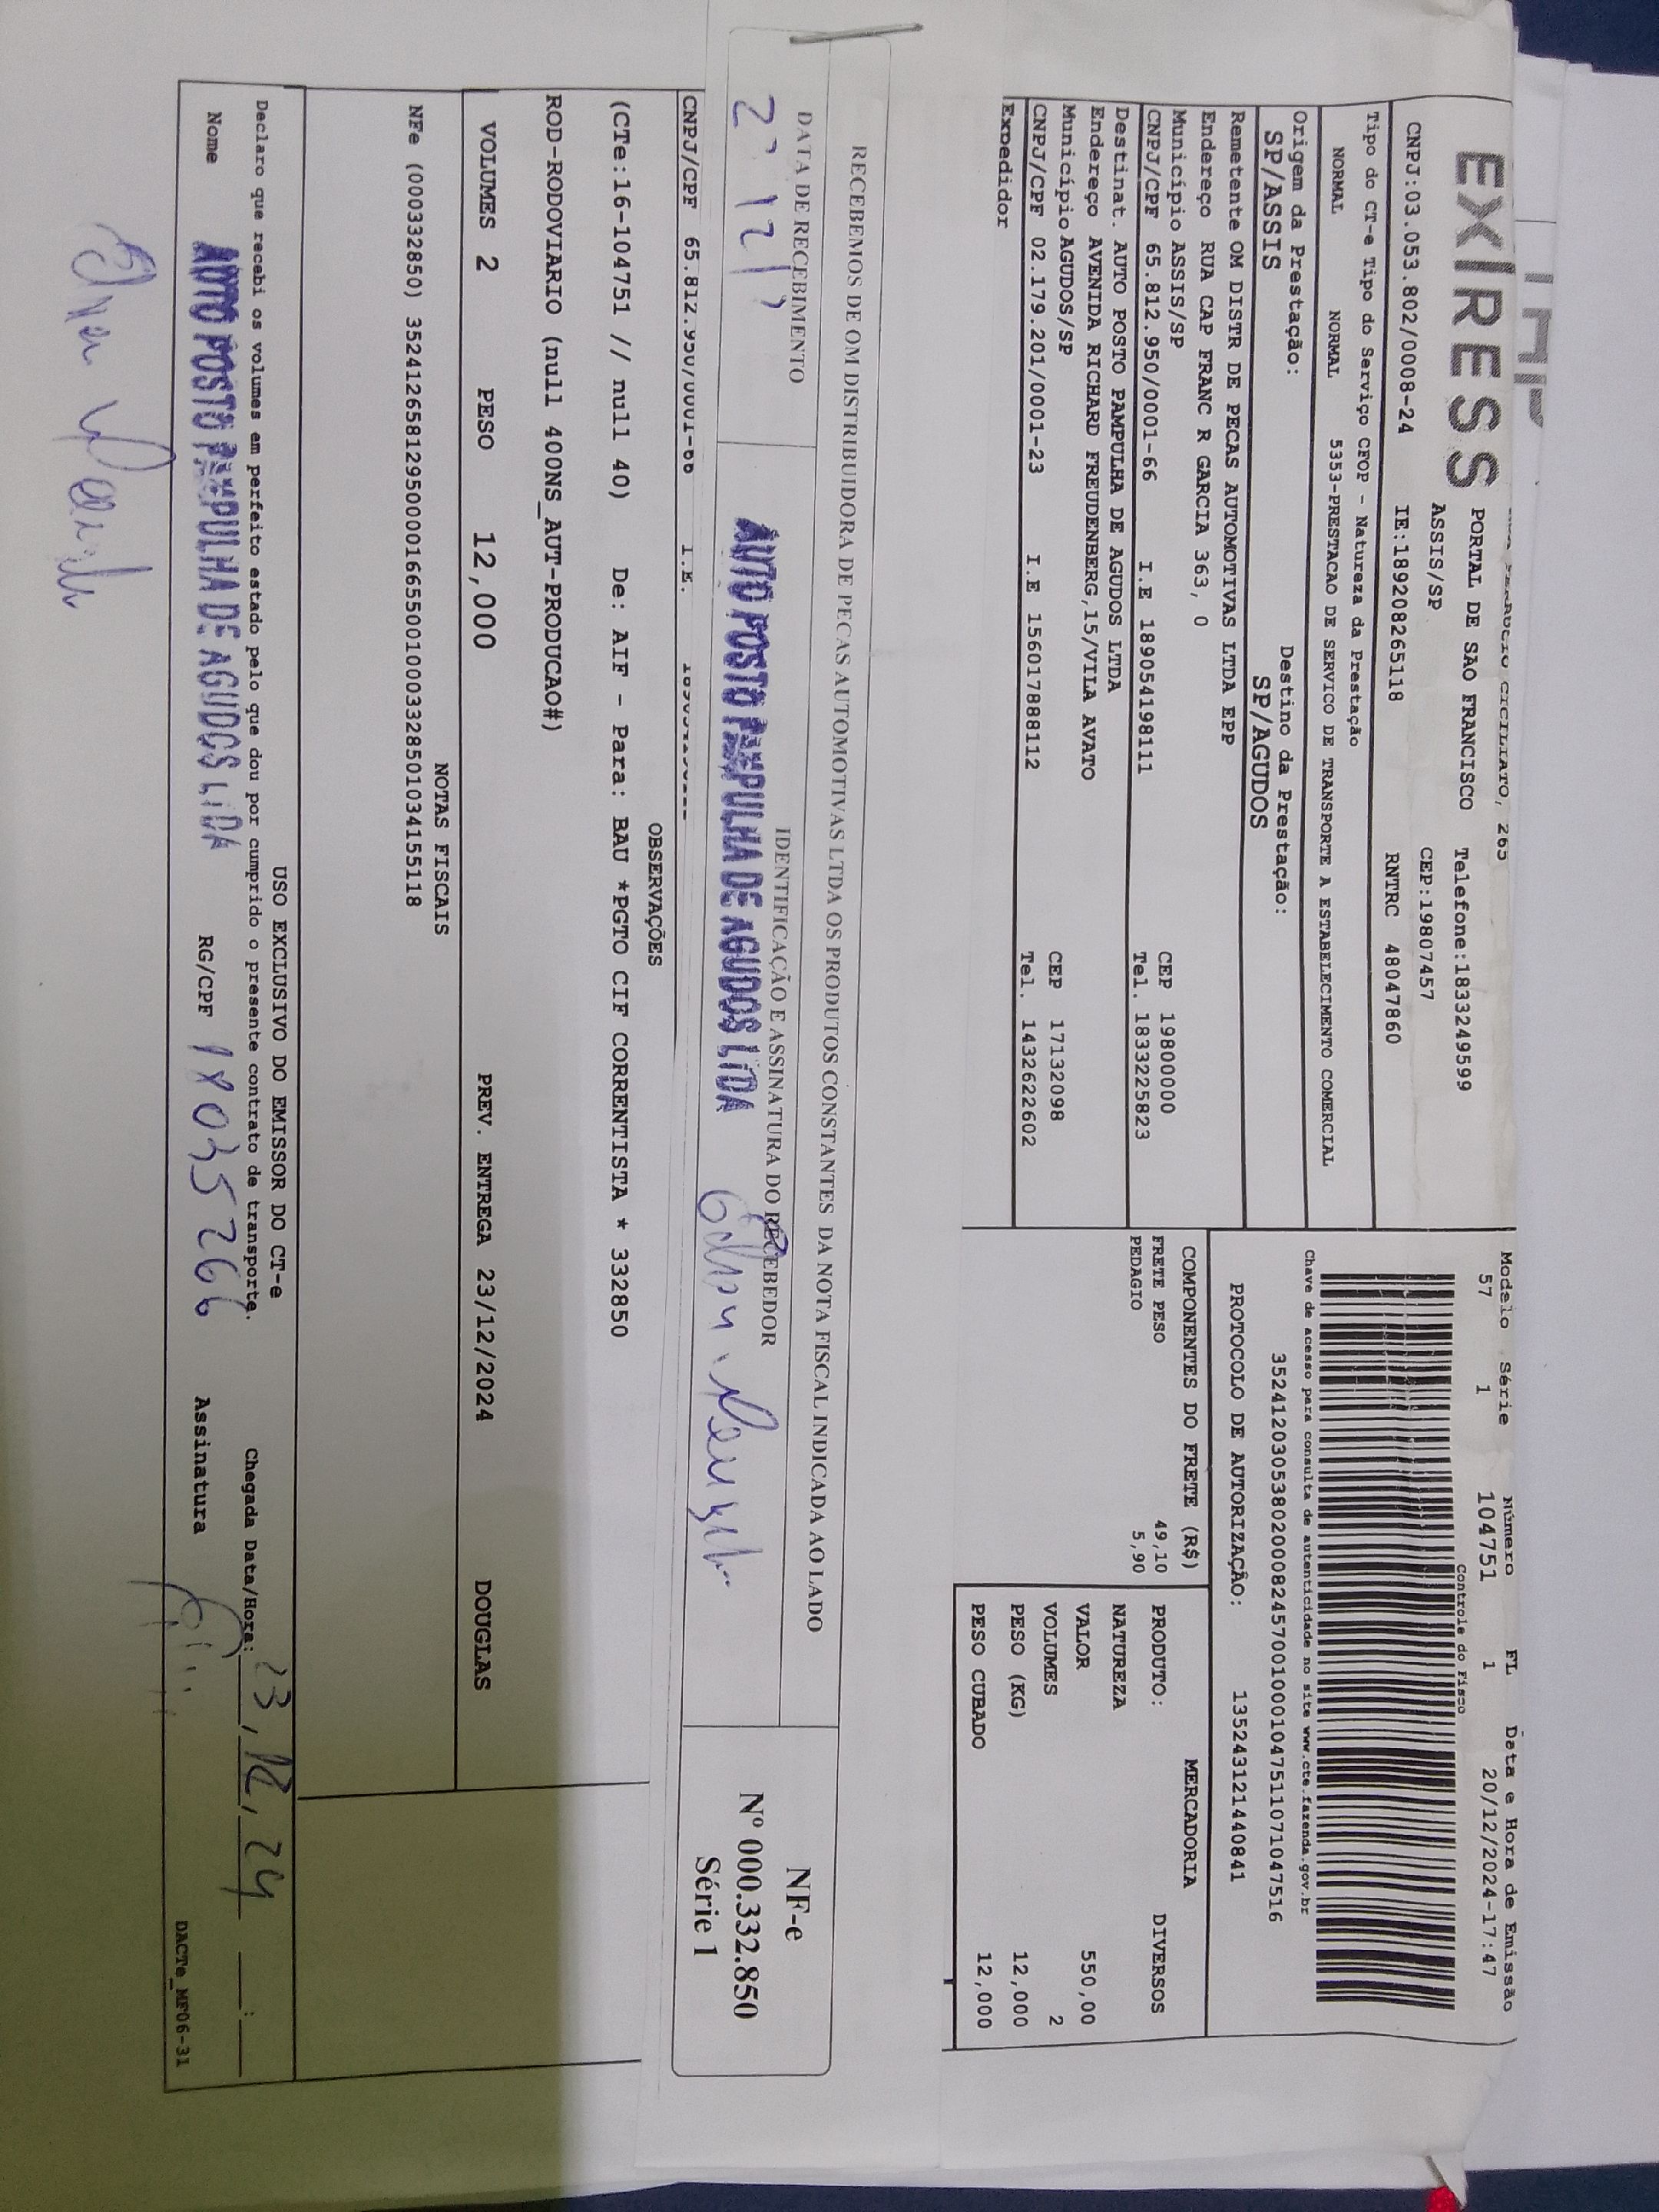 EXPRESS
265
PORTAL DE SAO FRANCISCO Telefone:1833249599
ASSIS/SP CEP:19807457
CNPJ:03.053.802/0008-24 IE:189208265118 RNTRC 48047860
Modelo Série Número FL Data e Hora de Emissão
57 1 104751 1 20/12/2024-17:47
Controle do Fisco
Tipo do CT-e Tipo do Serviço CFOP - Natureza da Prestação
NORMAL NORMAL 5353-PRESTACAO DE SERVICO DE TRANSPORTE A ESTABELECIMENTO COMERCIAL
Chave de acesso para consulta de autenticidade no site www.cte.fazenda.gov.br
35241203053802000824570010001047511071047516
Origem da Prestação: Destino da Prestação:
SP/ASSIS SP/AGUDOS
PROTOCOLO DE AUTORIZAÇÃO: 135243121440841
Remetente OM DISTR DE PECAS AUTOMOTIVAS LTDA EPP
Endereço RUA CAP FRANC R GARCIA 363, 0
Município ASSIS/SP CEP 19800000
CNPJ/CPF 65.812.950/0001-66 I.E 189054198111 Tel. 1833225823
COMPONENTES DO FRETE (R$)
FRETE PESO 49,10
PEDAGIO 5,90
MERCADORIA
PRODUTO: DIVERSOS
NATUREZA
VALOR 550,00
VOLUMES 2
PESO (KG) 12,000
PESO CUBADO 12,000
Destinat. AUTO POSTO PAMPULHA DE AGUDOS LTDA
Endereço AVENIDA RICHARD FREUDENBERG,15/VILA AVATO
Município AGUDOS/SP CEP 17132098
CNPJ/CPF 02.179.201/0001-23 I.E 156017888112 Tel. 1432622602
Expedidor
RECEBEMOS DE OM DISTRIBUIDORA DE PECAS AUTOMOTIVAS LTDA OS PRODUTOS CONSTANTES DA NOTA FISCAL INDICADA AO LADO
DATA DE RECEBIMENTO IDENTIFICAÇÃO E ASSINATURA DO RECEBEDOR
AUTO POSTO PAMPULHA DE AGUDOS LTDA
NF-e
Nº 000.332.850
Série 1
CNPJ/CPF 65.812.950/0001-66 I.E.
OBSERVAÇÕES
(CTe:16-104751 // null 40) De: AIF - Para: BAU *PGTO CIF CORRENTISTA * 332850
ROD-RODOVIARIO (null 400NS_AUT-PRODUCAO#)
VOLUMES 2 PESO 12,000 PREV. ENTREGA 23/12/2024 DOUGLAS
NOTAS FISCAIS
NFe (000332850) 35241265812950000166550010003328501034155118
USO EXCLUSIVO DO EMISSOR DO CT-e
Declaro que recebi os volumes em perfeito estado pelo que dou por cumprido o presente contrato de transporte. Chegada Data/Hora: 23, 12, 24 :
Nome AUTO POSTO PAMPULHA DE AGUDOS LTDA RG/CPF Assinatura
DACTe_MF06-31